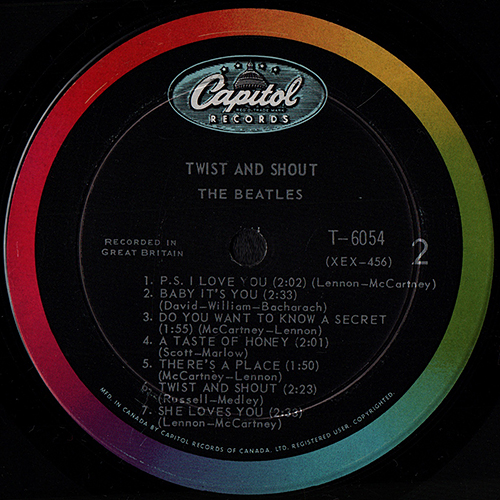 Capitol
REG. TRADE MARK
RECORDS
TWIST AND SHOUT
THE BEATLES
RECORDED IN
GREAT BRITAIN
T-6054
(XEX-456)
2
1. P.S. I LOVE YOU (2:02) (Lennon-McCartney)
2. BABY IT'S YOU (2:33)
(David-William-Bacharach)
3. DO YOU WANT TO KNOW A SECRET
(1:55) (McCartney-Lennon)
4. A TASTE OF HONEY (2:01)
(Scott-Marlow)
5. THERE'S A PLACE (1:50)
(McCartney-Lennon)
6. TWIST AND SHOUT (2:23)
(Russell-Medley)
7. SHE LOVES YOU (2:33)
(Lennon-McCartney)
MFD. IN CANADA BY CAPITOL RECORDS OF CANADA, LTD. REGISTERED USER. COPYRIGHTED.